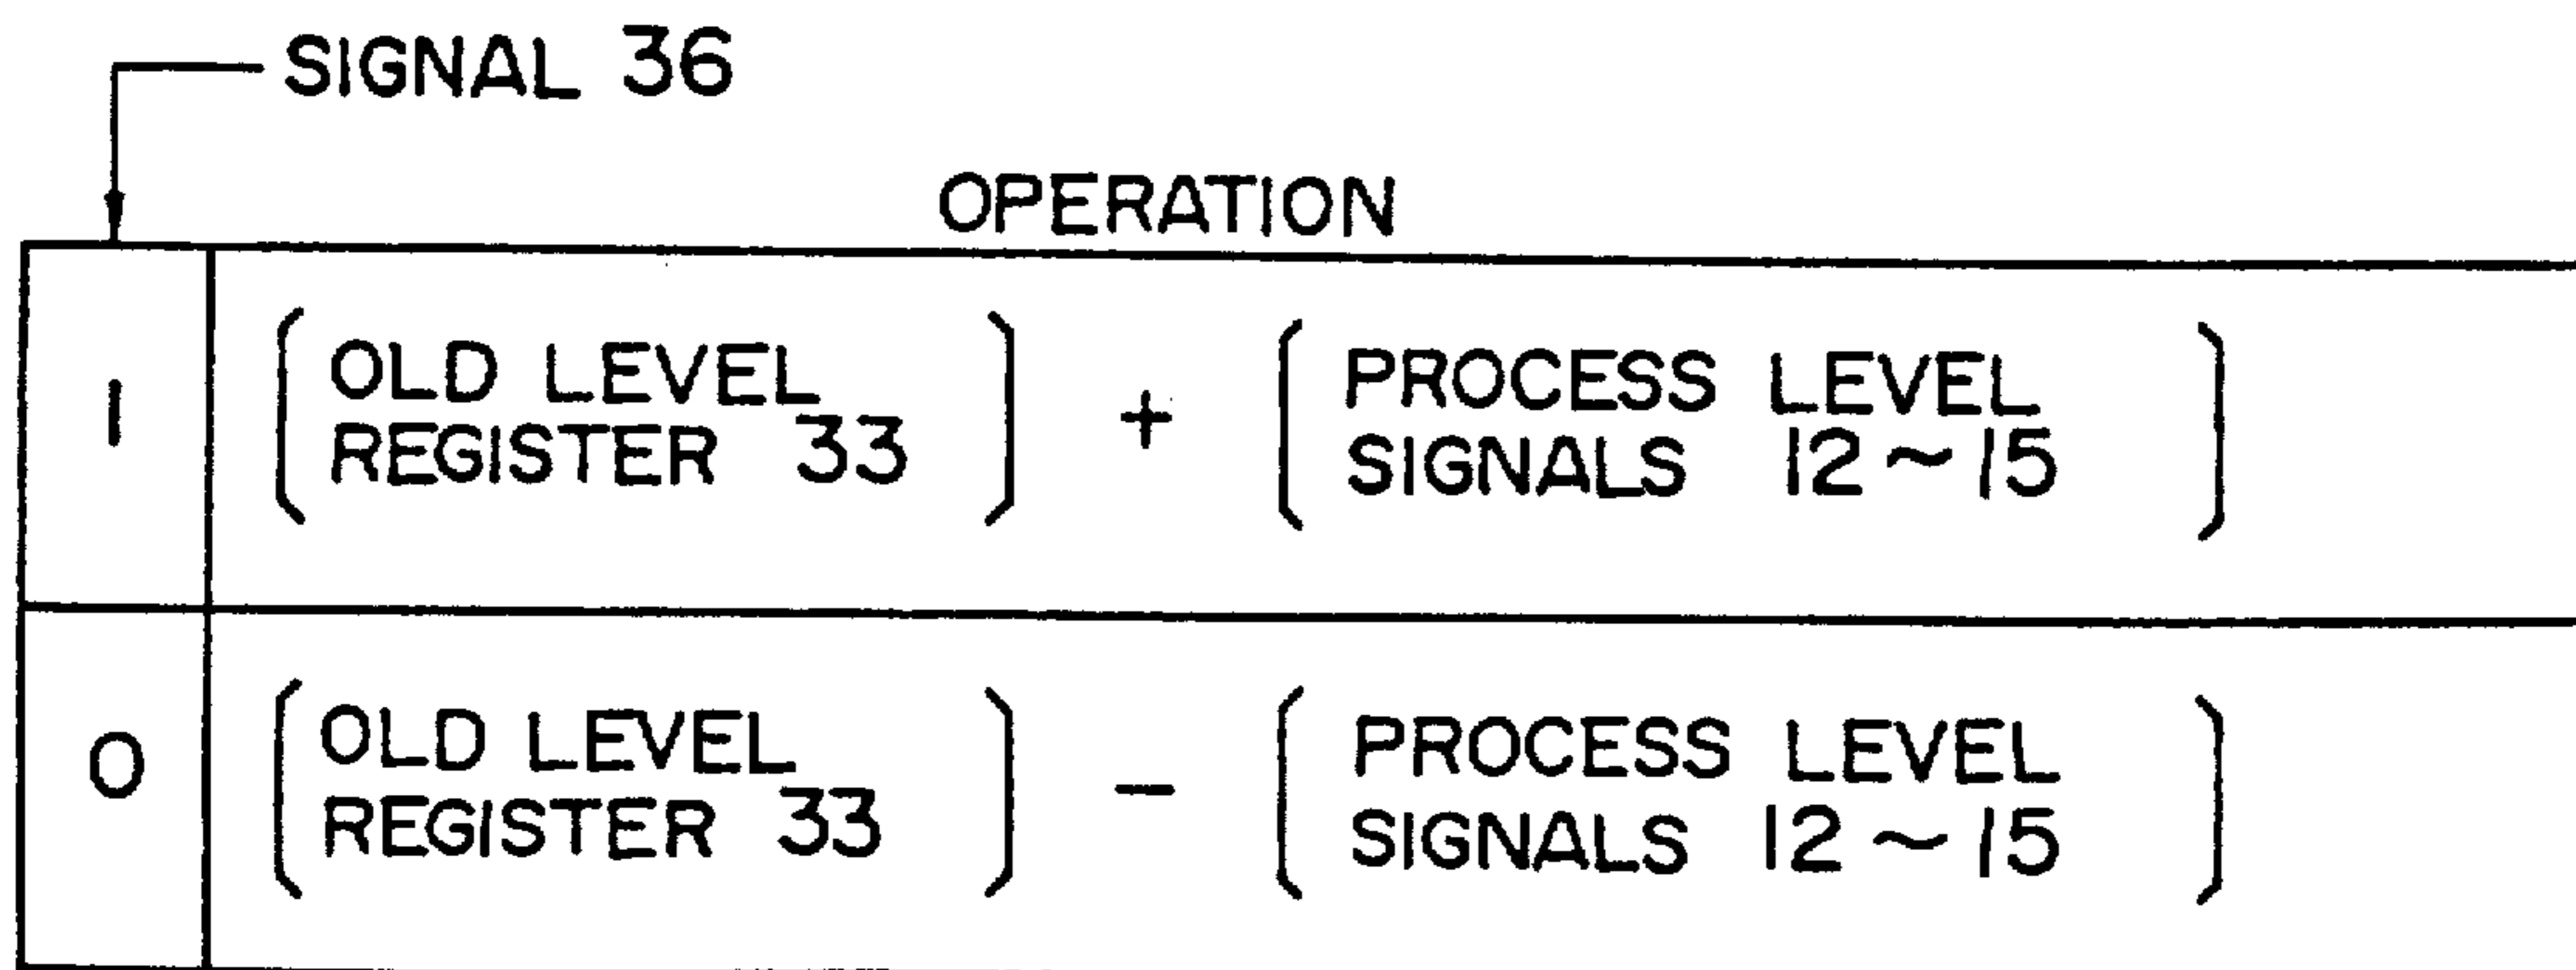 SIGNAL 36
OPERATION
1 ( OLD LEVEL REGISTER 33 ) + ( PROCESS LEVEL SIGNALS 12~15 )
0 ( OLD LEVEL REGISTER 33 ) - ( PROCESS LEVEL SIGNALS 12~15 )